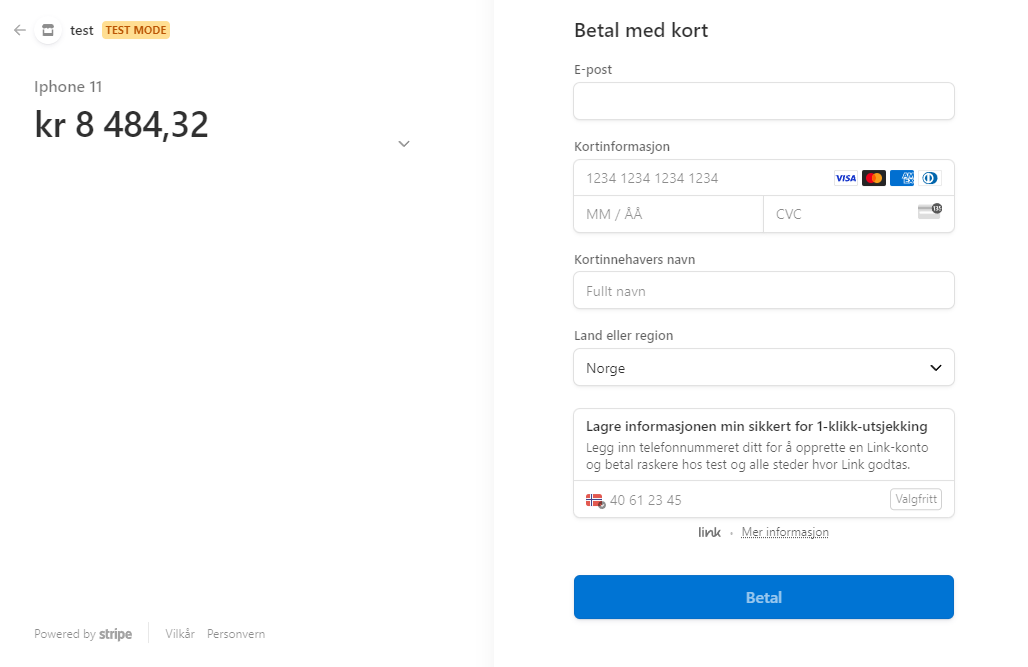 test TEST MODE
Iphone 11
kr 8 484,32
Powered by stripe
Vilkår Personvern
Betal med kort
E-post
Kortinformasjon
1234 1234 1234 1234 VISA
MM / ÅÅ CVC
Kortinnehavers navn
Fullt navn
Land eller region
Norge
Lagre informasjonen min sikkert for 1-klikk-utsjekking
Legg inn telefonnummeret ditt for å opprette en Link-konto
og betal raskere hos test og alle steder hvor Link godtas.
40 61 23 45 Valgfritt
link · Mer informasjon
Betal